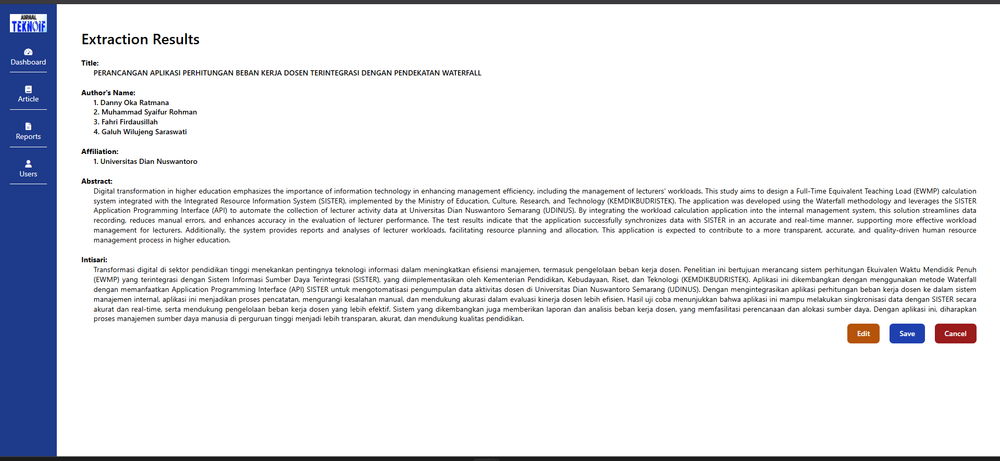 JURNAL
TEKNOIF
Dashboard
Article
Reports
Users
Extraction Results
Title:
PERANCANGAN APLIKASI PERHITUNGAN BEBAN KERJA DOSEN TERINTEGRASI DENGAN PENDEKATAN WATERFALL
Author's Name:
1. Danny Oka Ratmana
2. Muhammad Syaifur Rohman
3. Fahri Firdausillah
4. Galuh Wilujeng Saraswati
Affiliation:
1. Universitas Dian Nuswantoro
Abstract:
Digital transformation in higher education emphasizes the importance of information technology in enhancing management efficiency, including the management of lecturers' workloads. This study aims to design a Full-Time Equivalent Teaching Load (EWMP) calculation
system integrated with the Integrated Resource Information System (SISTER), implemented by the Ministry of Education, Culture, Research, and Technology (KEMDIKBUDRISTEK). The application was developed using the Waterfall methodology and leverages the SISTER
Application Programming Interface (API) to automate the collection of lecturer activity data at Universitas Dian Nuswantoro Semarang (UDINUS). By integrating the workload calculation application into the internal management system, this solution streamlines data
recording, reduces manual errors, and enhances accuracy in the evaluation of lecturer performance. The test results indicate that the application successfully synchronizes data with SISTER in an accurate and real-time manner, supporting more effective workload
management for lecturers. Additionally, the system provides reports and analyses of lecturer workloads, facilitating resource planning and allocation. This application is expected to contribute to a more transparent, accurate, and quality-driven human resource
management process in higher education.
Intisari:
Transformasi digital di sektor pendidikan tinggi menekankan pentingnya teknologi informasi dalam meningkatkan efisiensi manajemen, termasuk pengelolaan beban kerja dosen. Penelitian ini bertujuan merancang sistem perhitungan Ekuivalen Waktu Mendidik Penuh
(EWMP) yang terintegrasi dengan Sistem Informasi Sumber Daya Terintegrasi (SISTER), yang diimplementasikan oleh Kementerian Pendidikan, Kebudayaan, Riset, dan Teknologi (KEMDIKBUDRISTEK). Aplikasi ini dikembangkan dengan menggunakan metode Waterfall
dengan memanfaatkan Application Programming Interface (API) SISTER untuk mengotomatisasi pengumpulan data aktivitas dosen di Universitas Dian Nuswantoro Semarang (UDINUS). Dengan mengintegrasikan aplikasi perhitungan beban kerja dosen ke dalam sistem
manajemen internal, aplikasi ini menjadikan proses pencatatan, mengurangi kesalahan manual, dan mendukung akurasi dalam evaluasi kinerja dosen lebih efisien. Hasil uji coba menunjukkan bahwa aplikasi ini mampu melakukan singkronisasi data dengan SISTER secara
akurat dan real-time, serta mendukung pengelolaan beban kerja dosen yang lebih efektif. Sistem yang dikembangkan juga memberikan laporan dan analisis beban kerja dosen, yang memfasilitasi perencanaan dan alokasi sumber daya. Dengan aplikasi ini, diharapkan
proses manajemen sumber daya manusia di perguruan tinggi menjadi lebih transparan, akurat, dan mendukung kualitas pendidikan.
Edit
Save
Cancel